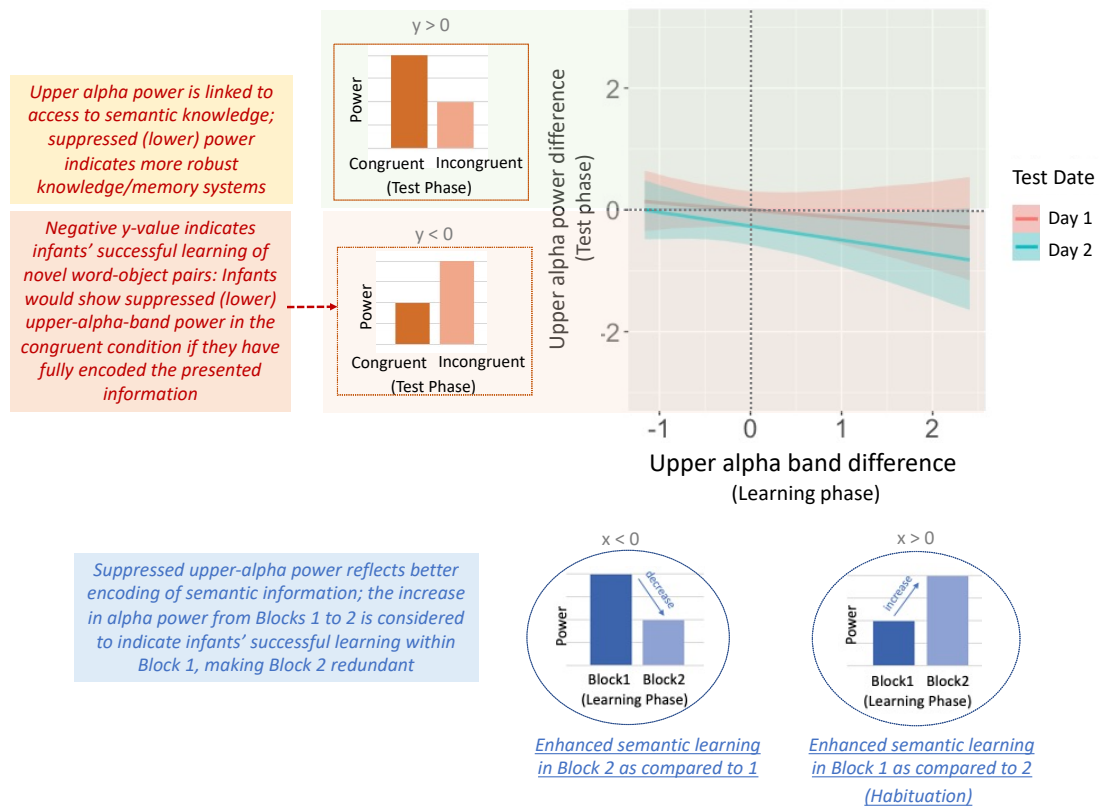 Upper alpha power is linked to
access to semantic knowledge;
suppressed (lower) power
indicates more robust
knowledge/memory systems
Negative y-value indicates
infants' successful learning of
novel word-object pairs: Infants
would show suppressed (lower)
upper-alpha-band power in the
congruent condition if they have
fully encoded the presented
information
y > 0
Power
Congruent Incongruent
(Test Phase)
y < 0
Power
Congruent Incongruent
(Test Phase)
Upper alpha power difference
(Test phase)
2
0
-2
-1 0 1 2
Upper alpha band difference
(Learning phase)
Test Date
Day 1
Day 2
Suppressed upper-alpha power reflects better
encoding of semantic information; the increase
in alpha power from Blocks 1 to 2 is considered
to indicate infants' successful learning within
Block 1, making Block 2 redundant
x < 0
Power
decrease
Block1 Block2
(Learning Phase)
Enhanced semantic learning
in Block 2 as compared to 1
x > 0
Power
increase
Block1 Block2
(Learning Phase)
Enhanced semantic learning
in Block 1 as compared to 2
(Habituation)